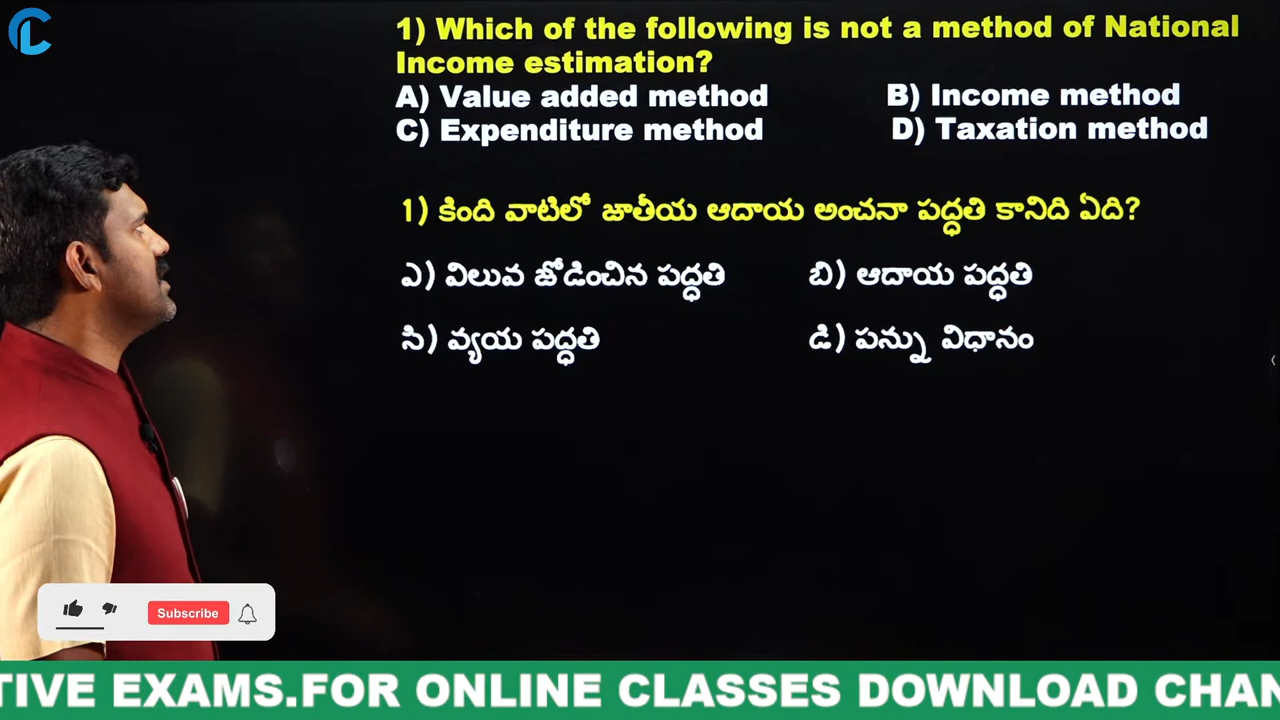 1) Which of the following is not a method of National
Income estimation?
A) Value added method B) Income method
C) Expenditure method D) Taxation method
1) కింది వాటిలో జాతీయ ఆదాయ అంచనా పద్ధతి కానిది ఏది?
ఎ) విలువ జోడించిన పద్ధతి బి) ఆదాయ పద్ధతి
సి) వ్యయ పద్ధతి డి) పన్ను విధానం
Subscribe
TIVE EXAMS.FOR ONLINE CLASSES DOWNLOAD CHAN